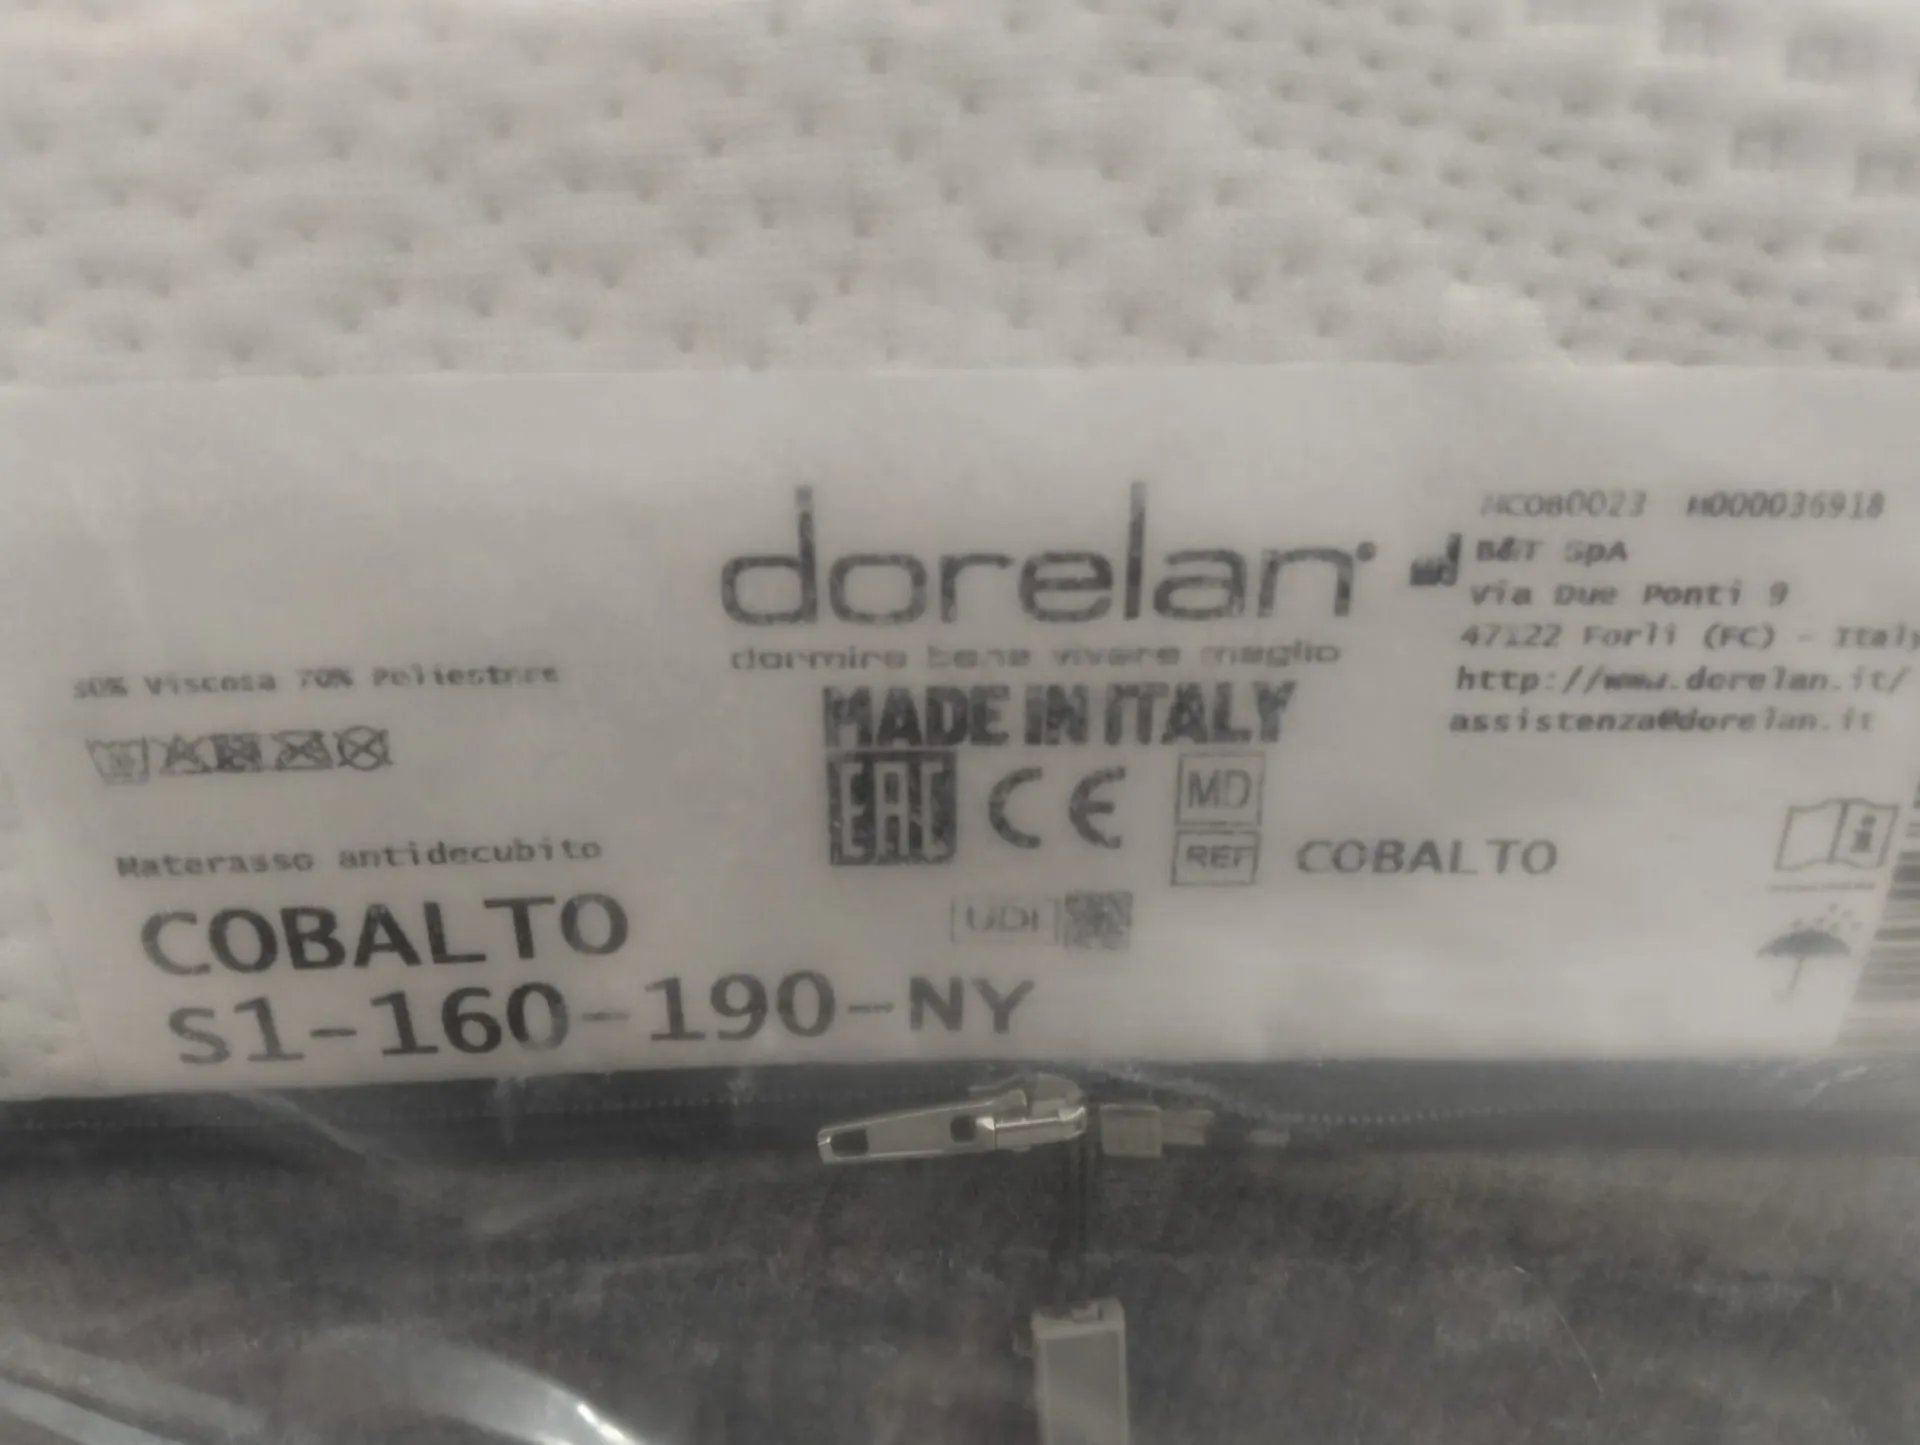 dorelan®
dormire bene vivere meglio
MADE IN ITALY
EAC CE MD
REF COBALTO
UDI
MCOB0023 M000036918
B&T SpA
Via Due Ponti 9
47122 Forlì (FC) - Italy
http://www.dorelan.it/
assistenza@dorelan.it
30% Viscosa 70% Poliestere
Materasso antidecubito
COBALTO
S1-160-190-NY